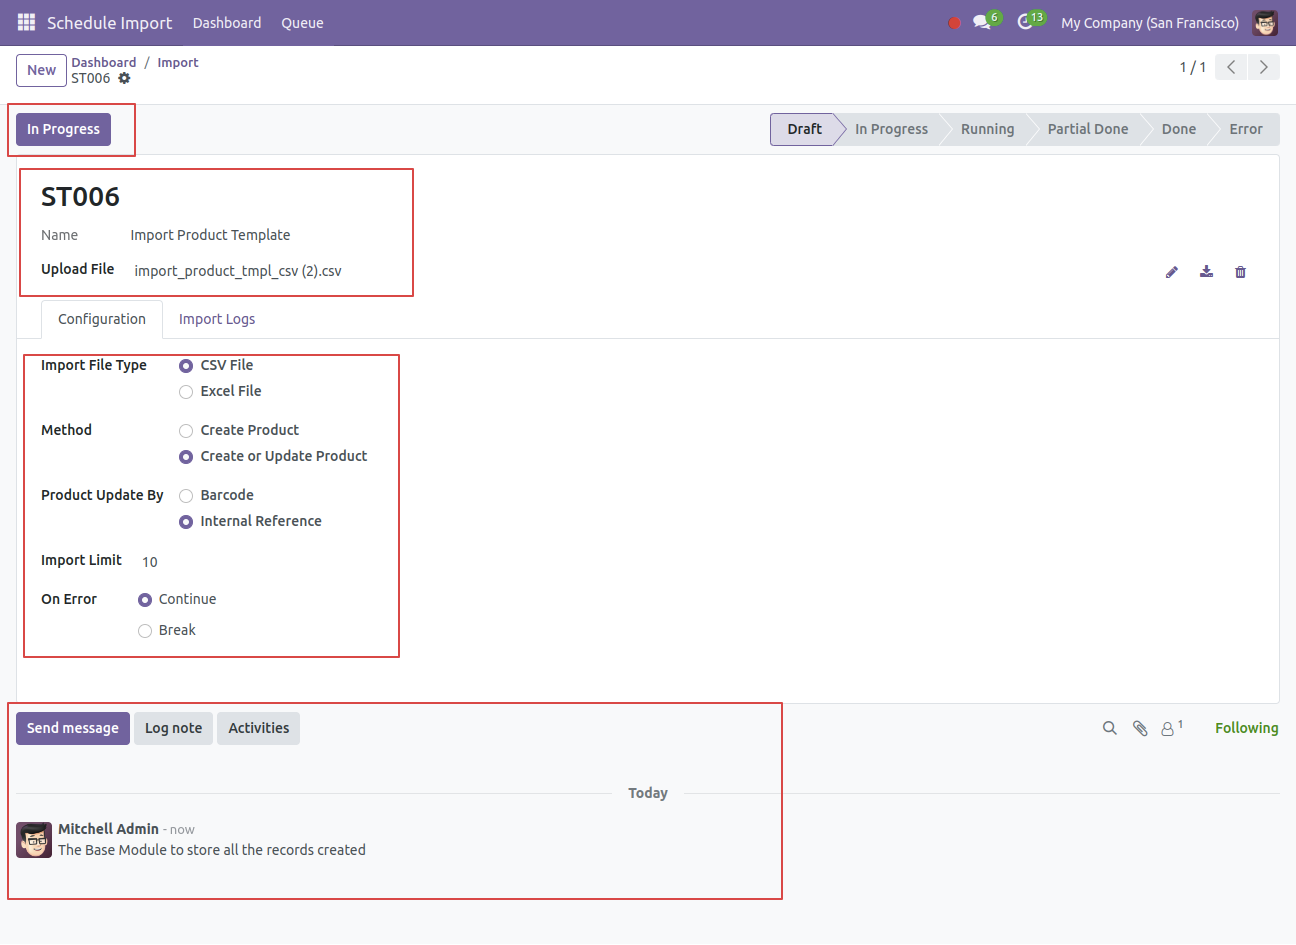 Schedule Import Dashboard Queue 6 13 My Company (San Francisco)
New Dashboard / Import 1 / 1
ST006
In Progress Draft In Progress Running Partial Done Done Error
ST006
Name Import Product Template
Upload File import_product_tmpl_csv (2).csv
Configuration Import Logs
Import File Type CSV File
Excel File
Method Create Product
Create or Update Product
Product Update By Barcode
Internal Reference
Import Limit 10
On Error Continue
Break
Send message Log note Activities 1 Following
Today
Mitchell Admin - now
The Base Module to store all the records created